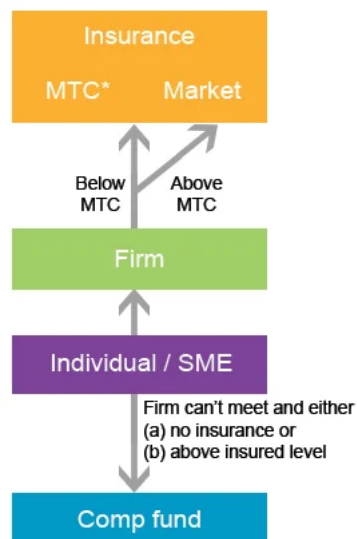 Insurance
MTC* Market
Below Above
MTC MTC
Firm
Individual / SME
Firm can't meet and either
(a) no insurance or
(b) above insured level
Comp fund